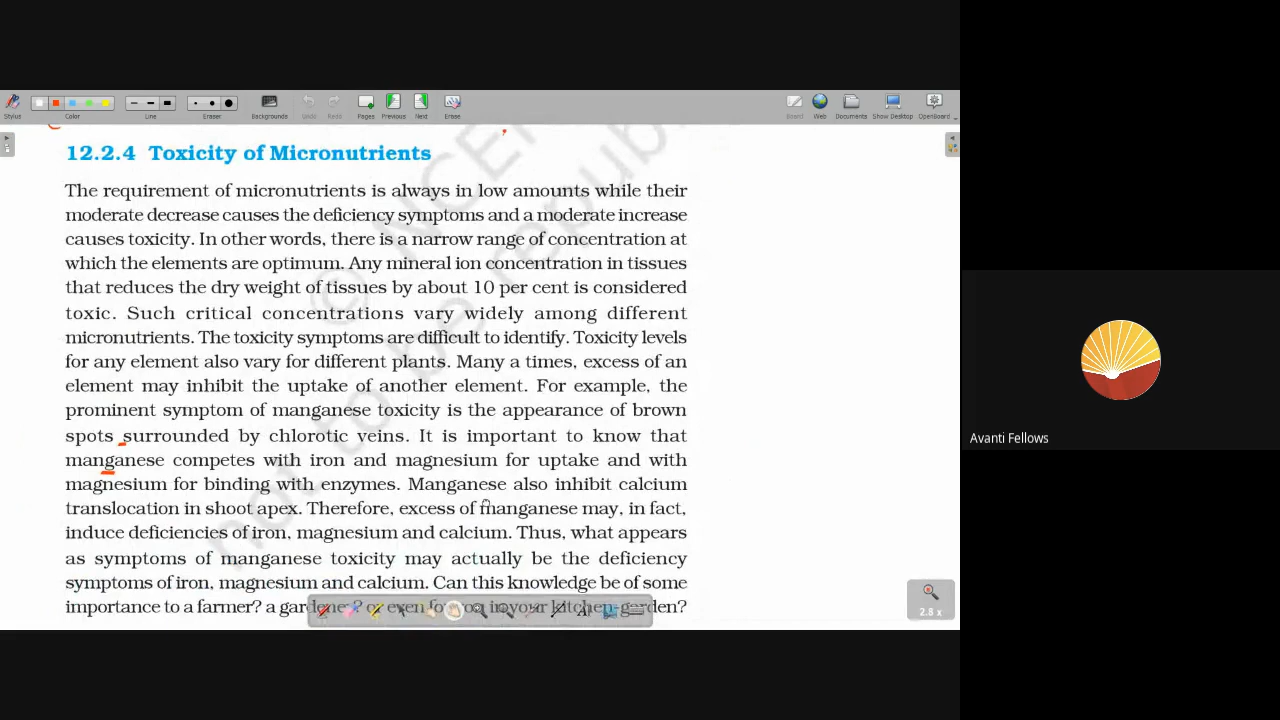 Stylus
Color
Line
Eraser
Backgrounds
Undo
Redo
Pages
Previous
Next
Erase
Board
Web
Documents
Show Desktop
OpenBoard
12.2.4 Toxicity of Micronutrients
The requirement of micronutrients is always in low amounts while their
moderate decrease causes the deficiency symptoms and a moderate increase
causes toxicity. In other words, there is a narrow range of concentration at
which the elements are optimum. Any mineral ion concentration in tissues
that reduces the dry weight of tissues by about 10 per cent is considered
toxic. Such critical concentrations vary widely among different
micronutrients. The toxicity symptoms are difficult to identify. Toxicity levels
for any element also vary for different plants. Many a times, excess of an
element may inhibit the uptake of another element. For example, the
prominent symptom of manganese toxicity is the appearance of brown
spots surrounded by chlorotic veins. It is important to know that
manganese competes with iron and magnesium for uptake and with
magnesium for binding with enzymes. Manganese also inhibit calcium
translocation in shoot apex. Therefore, excess of manganese may, in fact,
induce deficiencies of iron, magnesium and calcium. Thus, what appears
as symptoms of manganese toxicity may actually be the deficiency
symptoms of iron, magnesium and calcium. Can this knowledge be of some
importance to a farmer? a gardener? or even for you in your kitchen-garden?
© NCER
not to be republ
2.8 x
Avanti Fellows